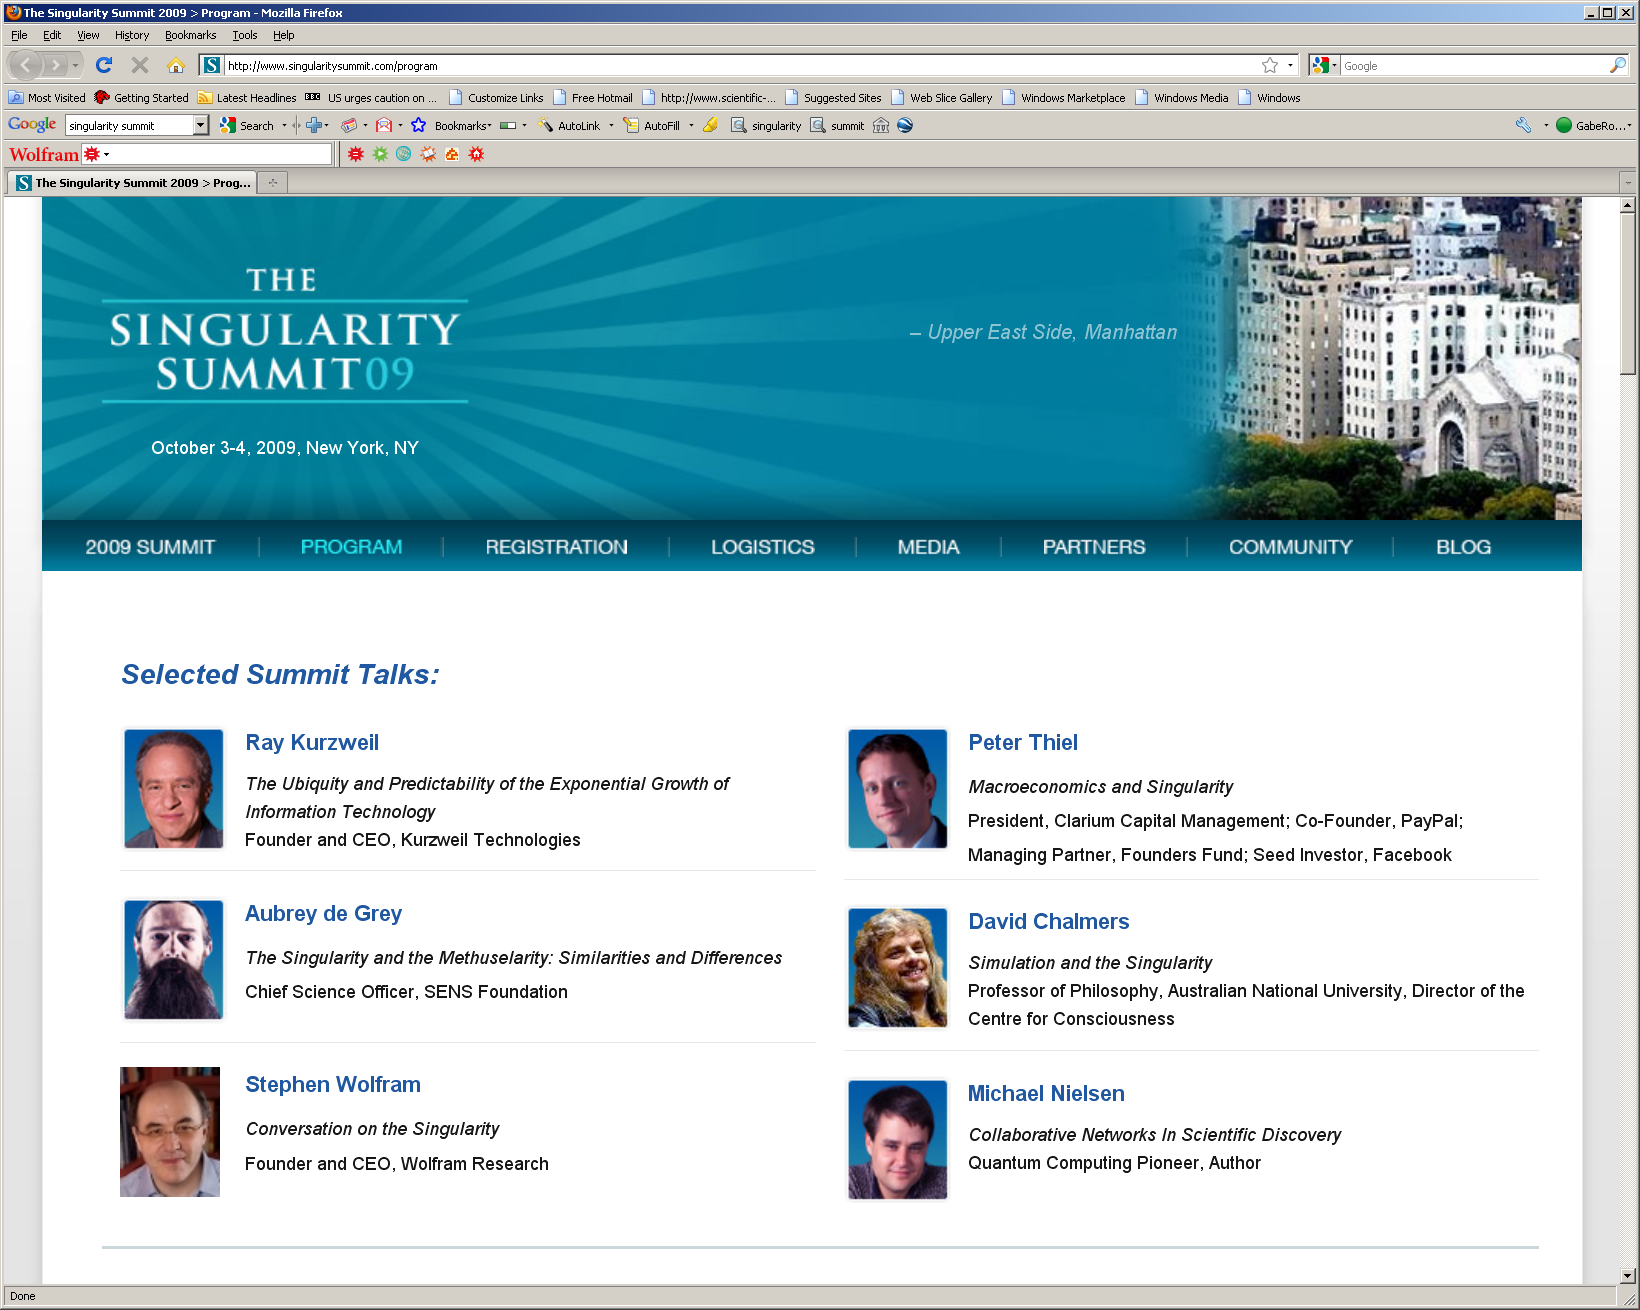 The Singularity Summit 2009 > Program - Mozilla Firefox
File Edit View History Bookmarks Tools Help
http://www.singularitysummit.com/program
Google
Most Visited Getting Started Latest Headlines BBC US urges caution on ... Customize Links Free Hotmail http://www.scientific-... Suggested Sites Web Slice Gallery Windows Marketplace Windows Media Windows
Google singularity summit Search Bookmarks AutoLink AutoFill singularity summit GabeRo...
Wolfram
The Singularity Summit 2009 > Prog...
THE
SINGULARITY
SUMMIT09
– Upper East Side, Manhattan
October 3-4, 2009, New York, NY
2009 SUMMIT PROGRAM REGISTRATION LOGISTICS MEDIA PARTNERS COMMUNITY BLOG
Selected Summit Talks:
Ray Kurzweil
The Ubiquity and Predictability of the Exponential Growth of
Information Technology
Founder and CEO, Kurzweil Technologies
Peter Thiel
Macroeconomics and Singularity
President, Clarium Capital Management; Co-Founder, PayPal;
Managing Partner, Founders Fund; Seed Investor, Facebook
Aubrey de Grey
The Singularity and the Methuselarity: Similarities and Differences
Chief Science Officer, SENS Foundation
David Chalmers
Simulation and the Singularity
Professor of Philosophy, Australian National University, Director of the
Centre for Consciousness
Stephen Wolfram
Conversation on the Singularity
Founder and CEO, Wolfram Research
Michael Nielsen
Collaborative Networks In Scientific Discovery
Quantum Computing Pioneer, Author
Done